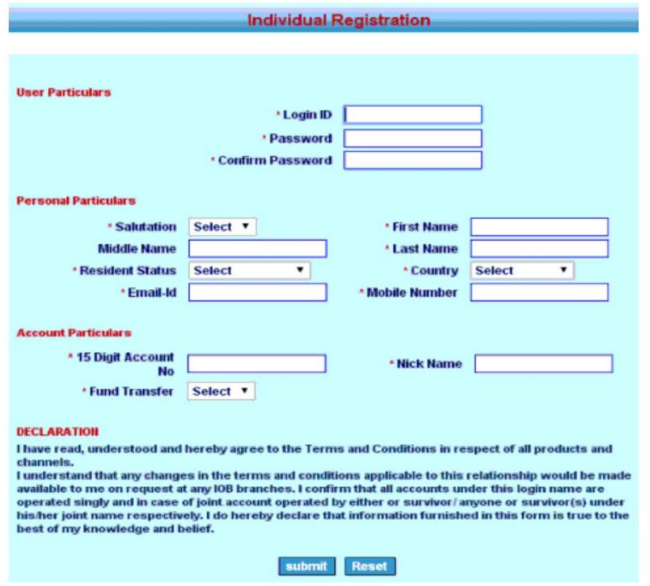 Individual Registration
User Particulars
* Login ID
* Password
* Confirm Password
Personal Particulars
* Salutation Select ▼ * First Name
Middle Name * Last Name
* Resident Status Select ▼ * Country Select ▼
* Email-Id * Mobile Number
Account Particulars
* 15 Digit Account
No * Nick Name
* Fund Transfer Select ▼
DECLARATION
I have read, understood and hereby agree to the Terms and Conditions in respect of all products and
channels.
I understand that any changes in the terms and conditions applicable to this relationship would be made
available to me on request at any IOB branches. I confirm that all accounts under this login name are
operated singly and in case of joint account operated by either or survivor/ anyone or survivor(s) under
his/her joint name respectively. I do hereby declare that information furnished in this form is true to the
best of my knowledge and belief.
submit Reset